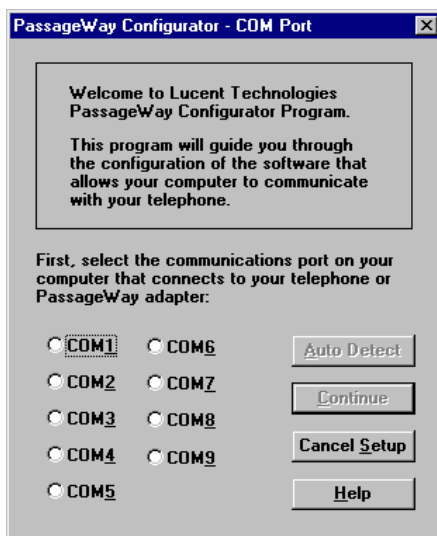 PassageWay Configurator - COM Port
Welcome to Lucent Technologies
PassageWay Configurator Program.
This program will guide you through
the configuration of the software that
allows your computer to communicate
with your telephone.
First, select the communications port on your
computer that connects to your telephone or
PassageWay adapter:
COM1
COM2
COM3
COM4
COM5
COM6
COM7
COM8
COM9
Auto Detect
Continue
Cancel Setup
Help